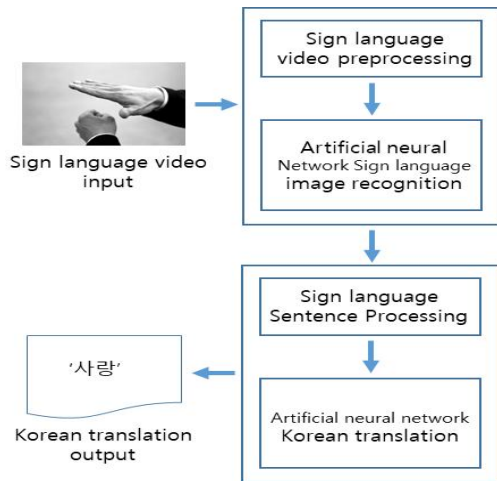 Sign language
video preprocessing
Sign language video
input
Artificial neural
Network Sign language
image recognition
Sign language
Sentence Processing
'사랑'
Korean translation
output
Artificial neural network
Korean translation